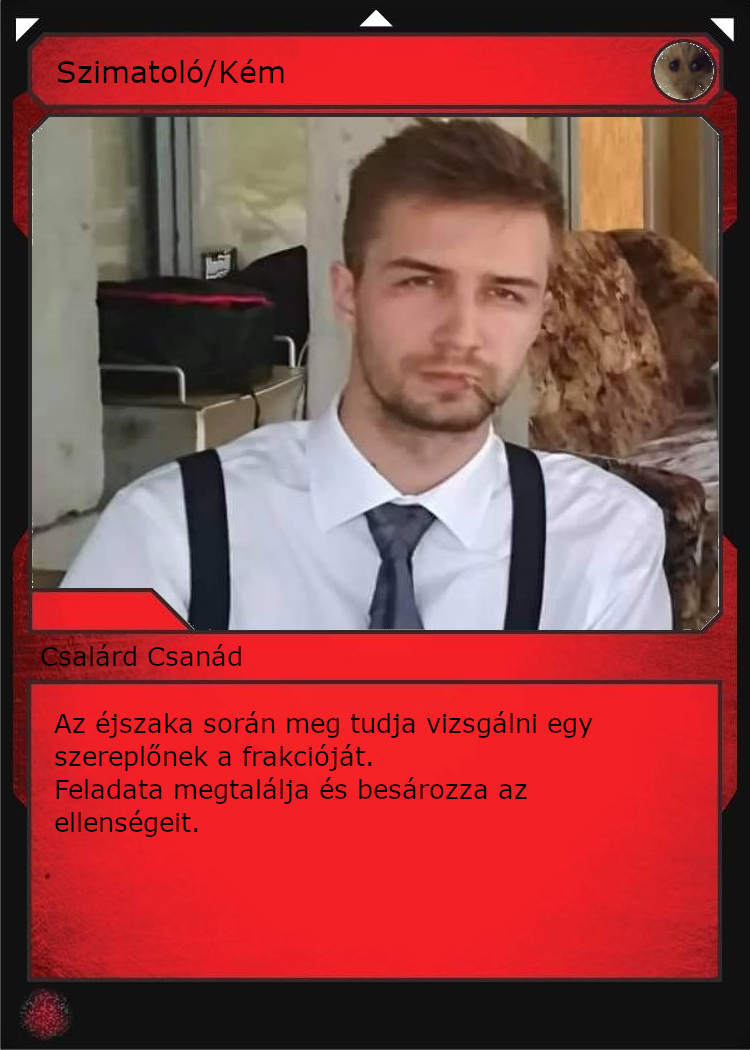 Szimatoló/Kém
Csalárd Csanád
Az éjszaka során meg tudja vizsgálni egy
szereplőnek a frakcióját.
Feladata megtalálja és besározza az
ellenségeit.